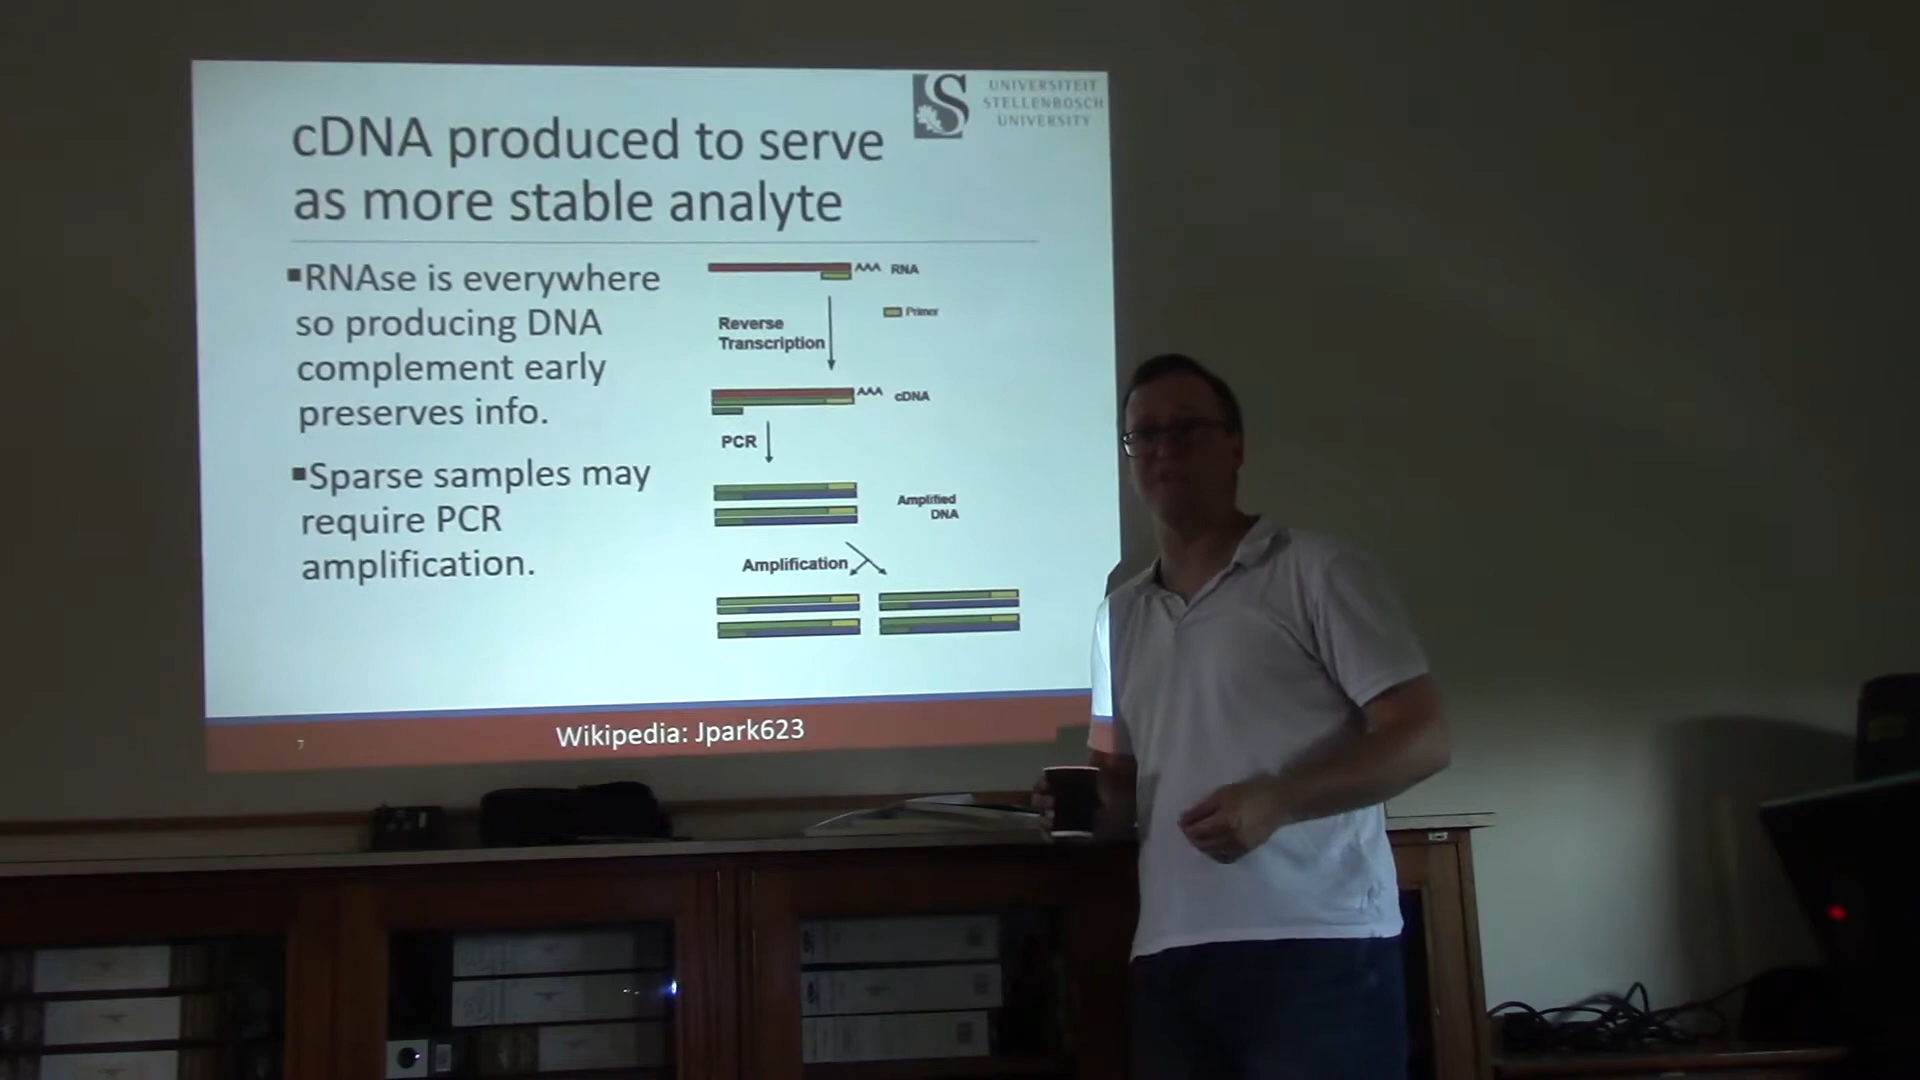 UNIVERSITEIT
STELLENBOSCH
UNIVERSITY
cDNA produced to serve
as more stable analyte
▪RNAse is everywhere
so producing DNA
complement early
preserves info.
▪Sparse samples may
require PCR
amplification.
AAA RNA
Primer
Reverse
Transcription
AAA cDNA
PCR
Amplified
DNA
Amplification
7
Wikipedia: Jpark623